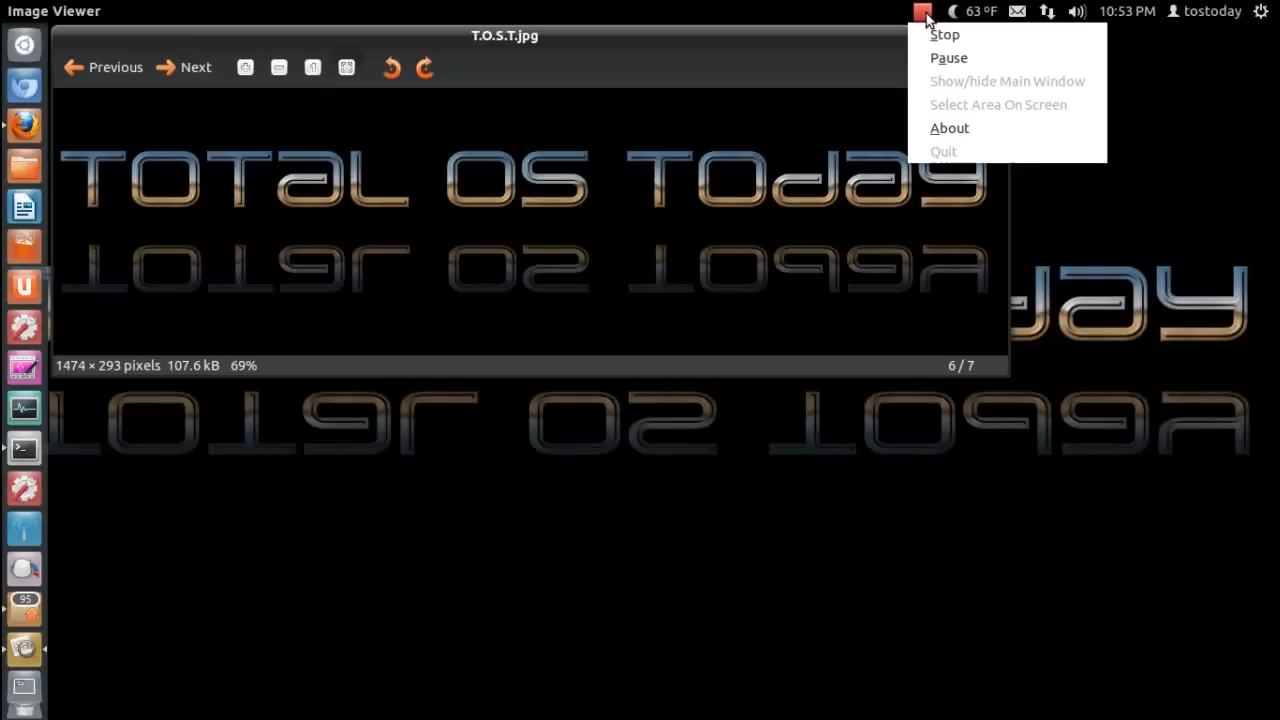 Image Viewer
63 ºF
10:53 PM
tostoday
T.O.S.T.jpg
Previous
Next
Stop
Pause
Show/hide Main Window
Select Area On Screen
About
Quit
TOTAL OS TODAY
1474 × 293 pixels 107.6 kB 69%
6 / 7
95